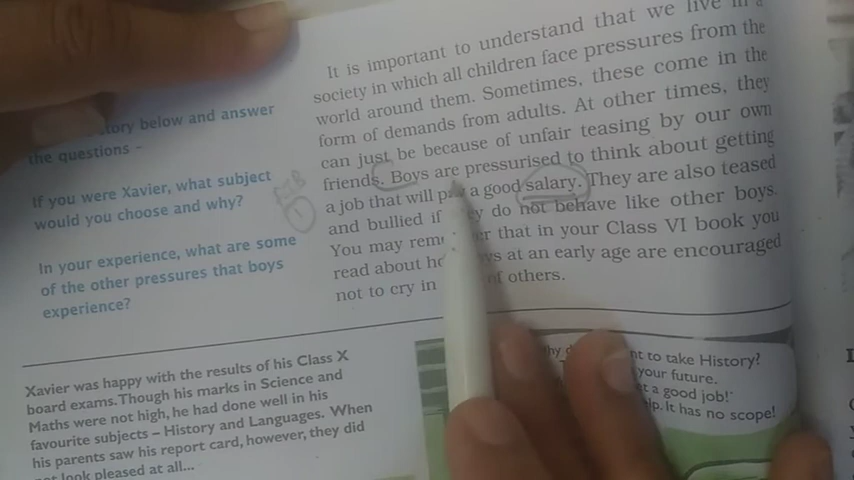 It is important to understand that we live in a
society in which all children face pressures from the
world around them. Sometimes, these come in the
form of demands from adults. At other times, they
can just be because of unfair teasing by our own
friends. Boys are pressurised to think about getting
a job that will a good salary. They are also teased
and bullied if do not behave like other boys.
You may that in your Class VI book you
read about at an early age are encouraged
not to cry in of others.
story below and answer
the questions –
If you were Xavier, what subject
would you choose and why?
In your experience, what are some
of the other pressures that boys
experience?
Xavier was happy with the results of his Class X
board exams. Though his marks in Science and
Maths were not high, he had done well in his
favourite subjects – History and Languages. When
his parents saw his report card, however, they did
not look pleased at all...
to take History?
your future.
a good job!
It has no scope!